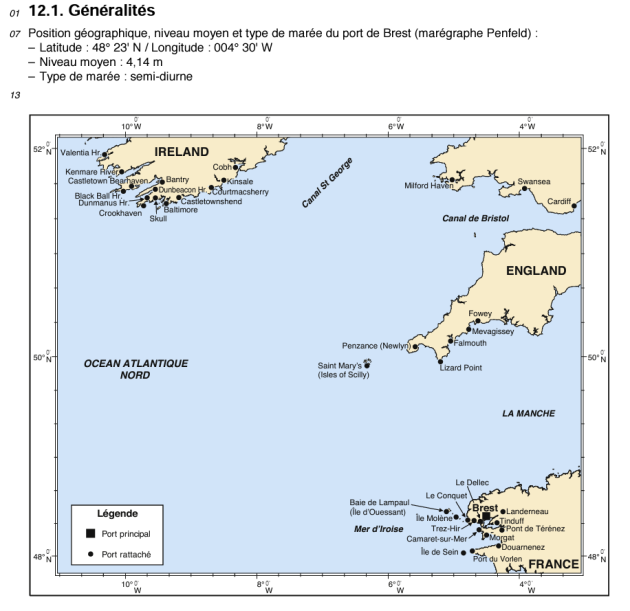 01 12.1. Généralités
07 Position géographique, niveau moyen et type de marée du port de Brest (marégraphe Penfeld) :
– Latitude : 48° 23' N / Longitude : 004° 30' W
– Niveau moyen : 4,14 m
– Type de marée : semi-diurne
13
10°W
8°W
6°W
4°W
52°N
52°N
Valentia Hr.
IRELAND
Kenmare River
Cobh
Castletown Bearhaven
Bantry
Kinsale
Black Ball Hr.
Dunbeacon Hr.
Courtmacsherry
Dunmanus Hr.
Castletownshend
Crookhaven
Baltimore
Skull
Canal St George
Milford Haven
Swansea
Cardiff
Canal de Bristol
ENGLAND
Fowey
Mevagissey
Penzance (Newlyn)
Falmouth
50°N
50°N
OCEAN ATLANTIQUE
NORD
Saint Mary's
(Isles of Scilly)
Lizard Point
LA MANCHE
Le Dellec
Le Conquet
Baie de Lampaul
(Île d'Ouessant)
Brest
Landerneau
Île Molène
Tinduff
Mer d'Iroise
Trez-Hir
Pont de Térénez
Camaret-sur-Mer
Morgat
Île de Sein
Douarnenez
Port du Vorlen
FRANCE
Légende
Port principal
Port rattaché
48°N
48°N
10°W
8°W
6°W
4°W